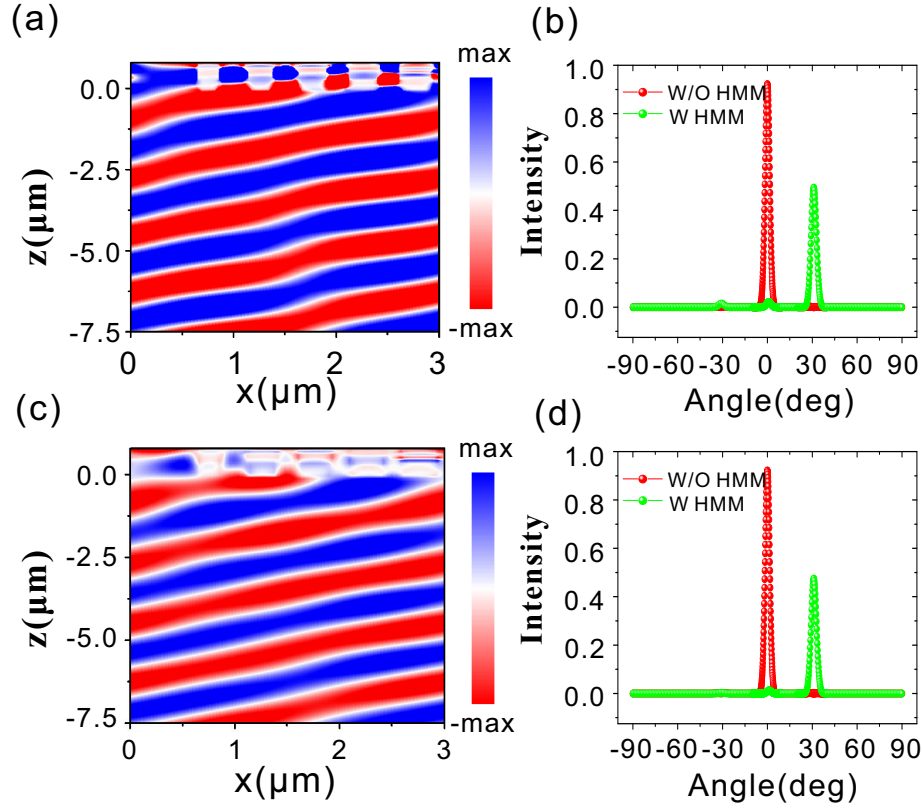 (a)
max
0.0
-2.5
-5.0
-7.5
z(μm)
0 1 2 3
x(μm)
-max
(b)
1.0
0.8
0.6
0.4
0.2
0.0
Intensity
W/O HMM
W HMM
-90 -60 -30 0 30 60 90
Angle(deg)
(c)
max
0.0
-2.5
-5.0
-7.5
z(μm)
0 1 2 3
x(μm)
-max
(d)
1.0
0.8
0.6
0.4
0.2
0.0
Intensity
W/O HMM
W HMM
-90 -60 -30 0 30 60 90
Angle(deg)